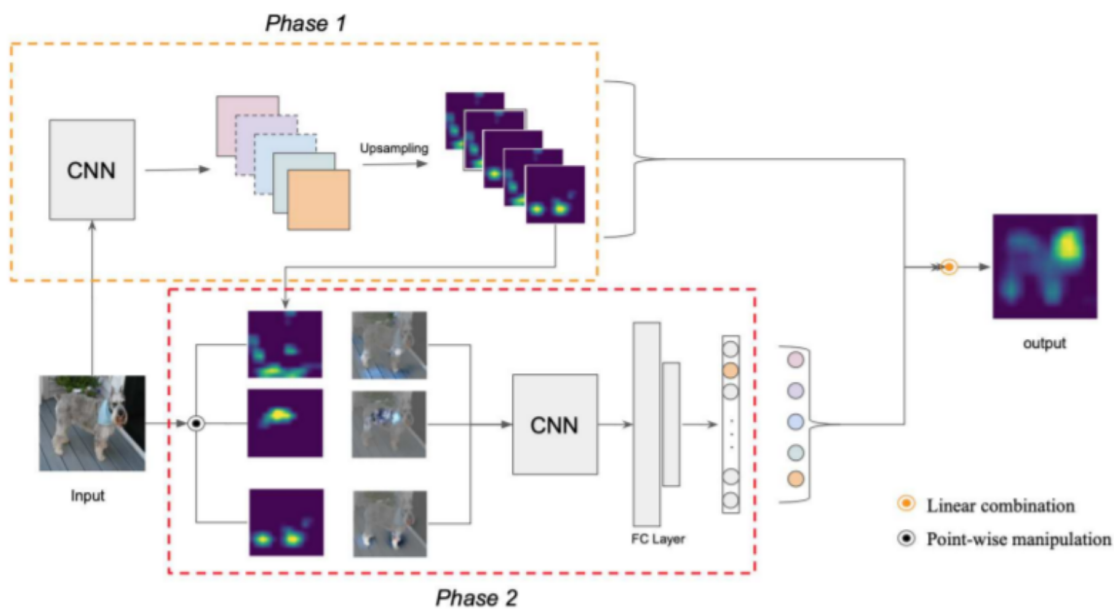 Phase 1
CNN
Upsampling
Input
CNN
FC Layer
output
Linear combination
Point-wise manipulation
Phase 2